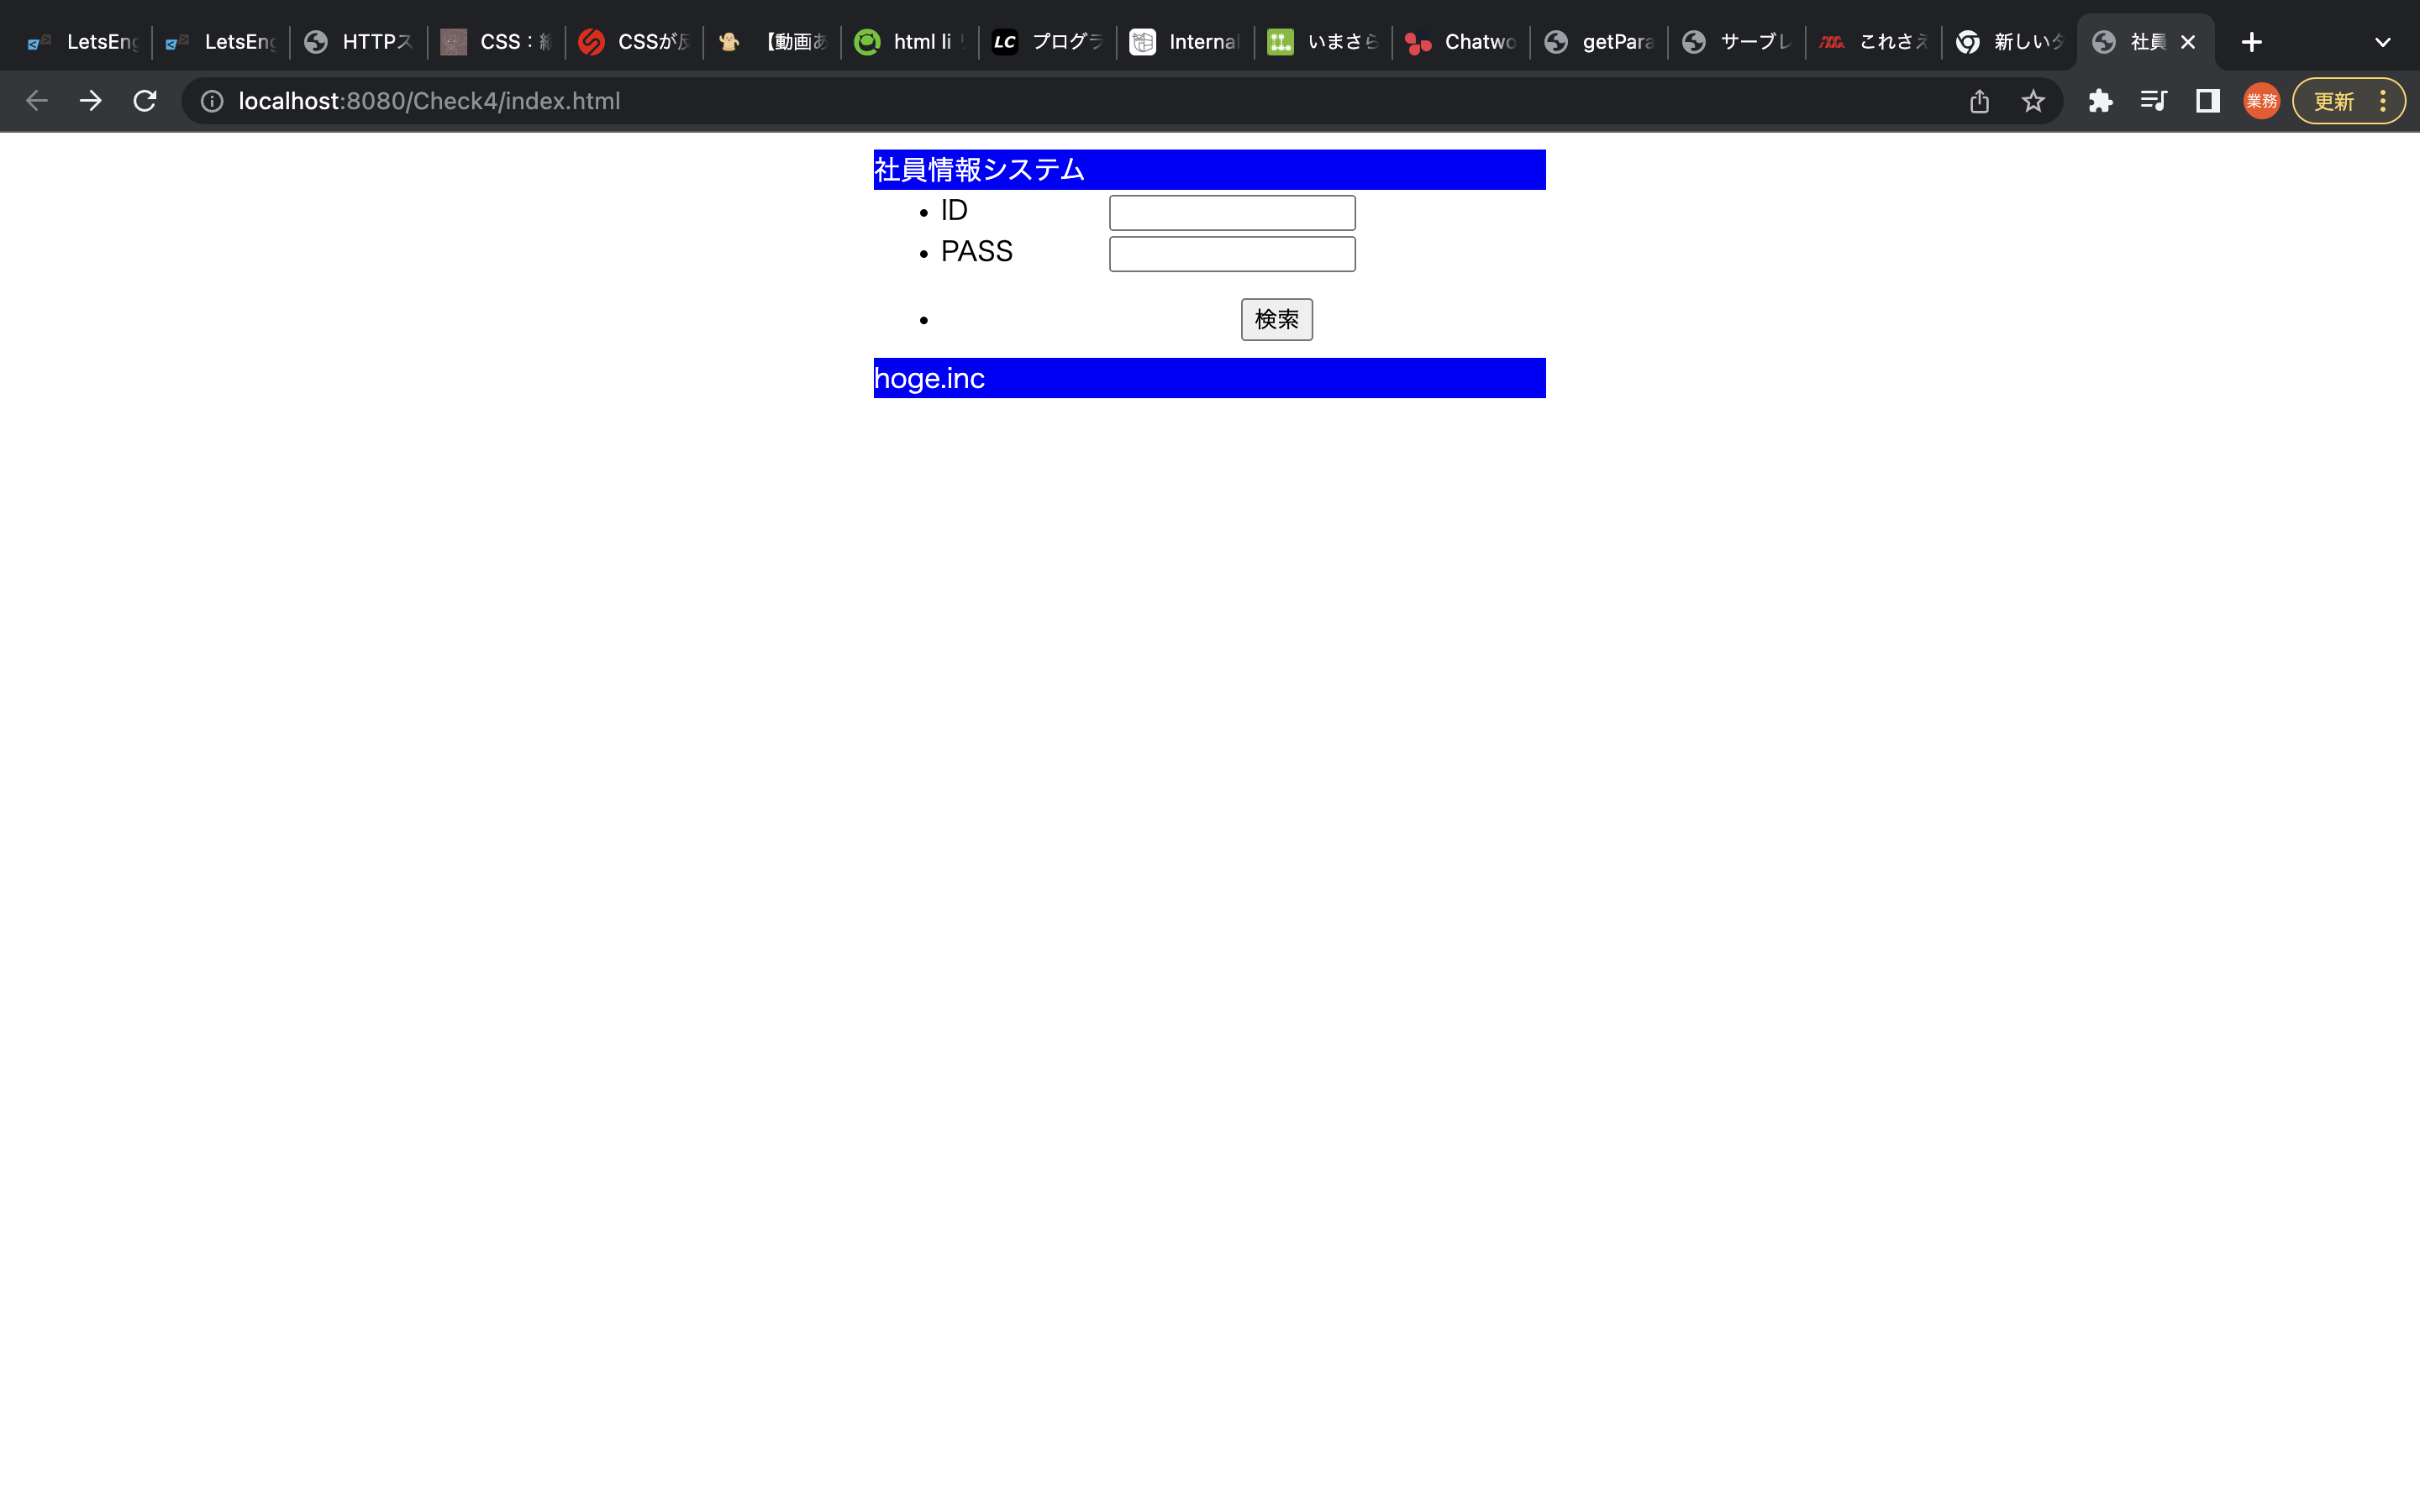 LetsEng
LetsEng
HTTPス
CSS：
CSSが
【動画あ
html li
プログラ
Internal
いまさら
Chatwo
getPara
サーブレ
これさえ
新しいタ
社員
localhost:8080/Check4/index.html
業務
更新
社員情報システム
ID
PASS
検索
hoge.inc